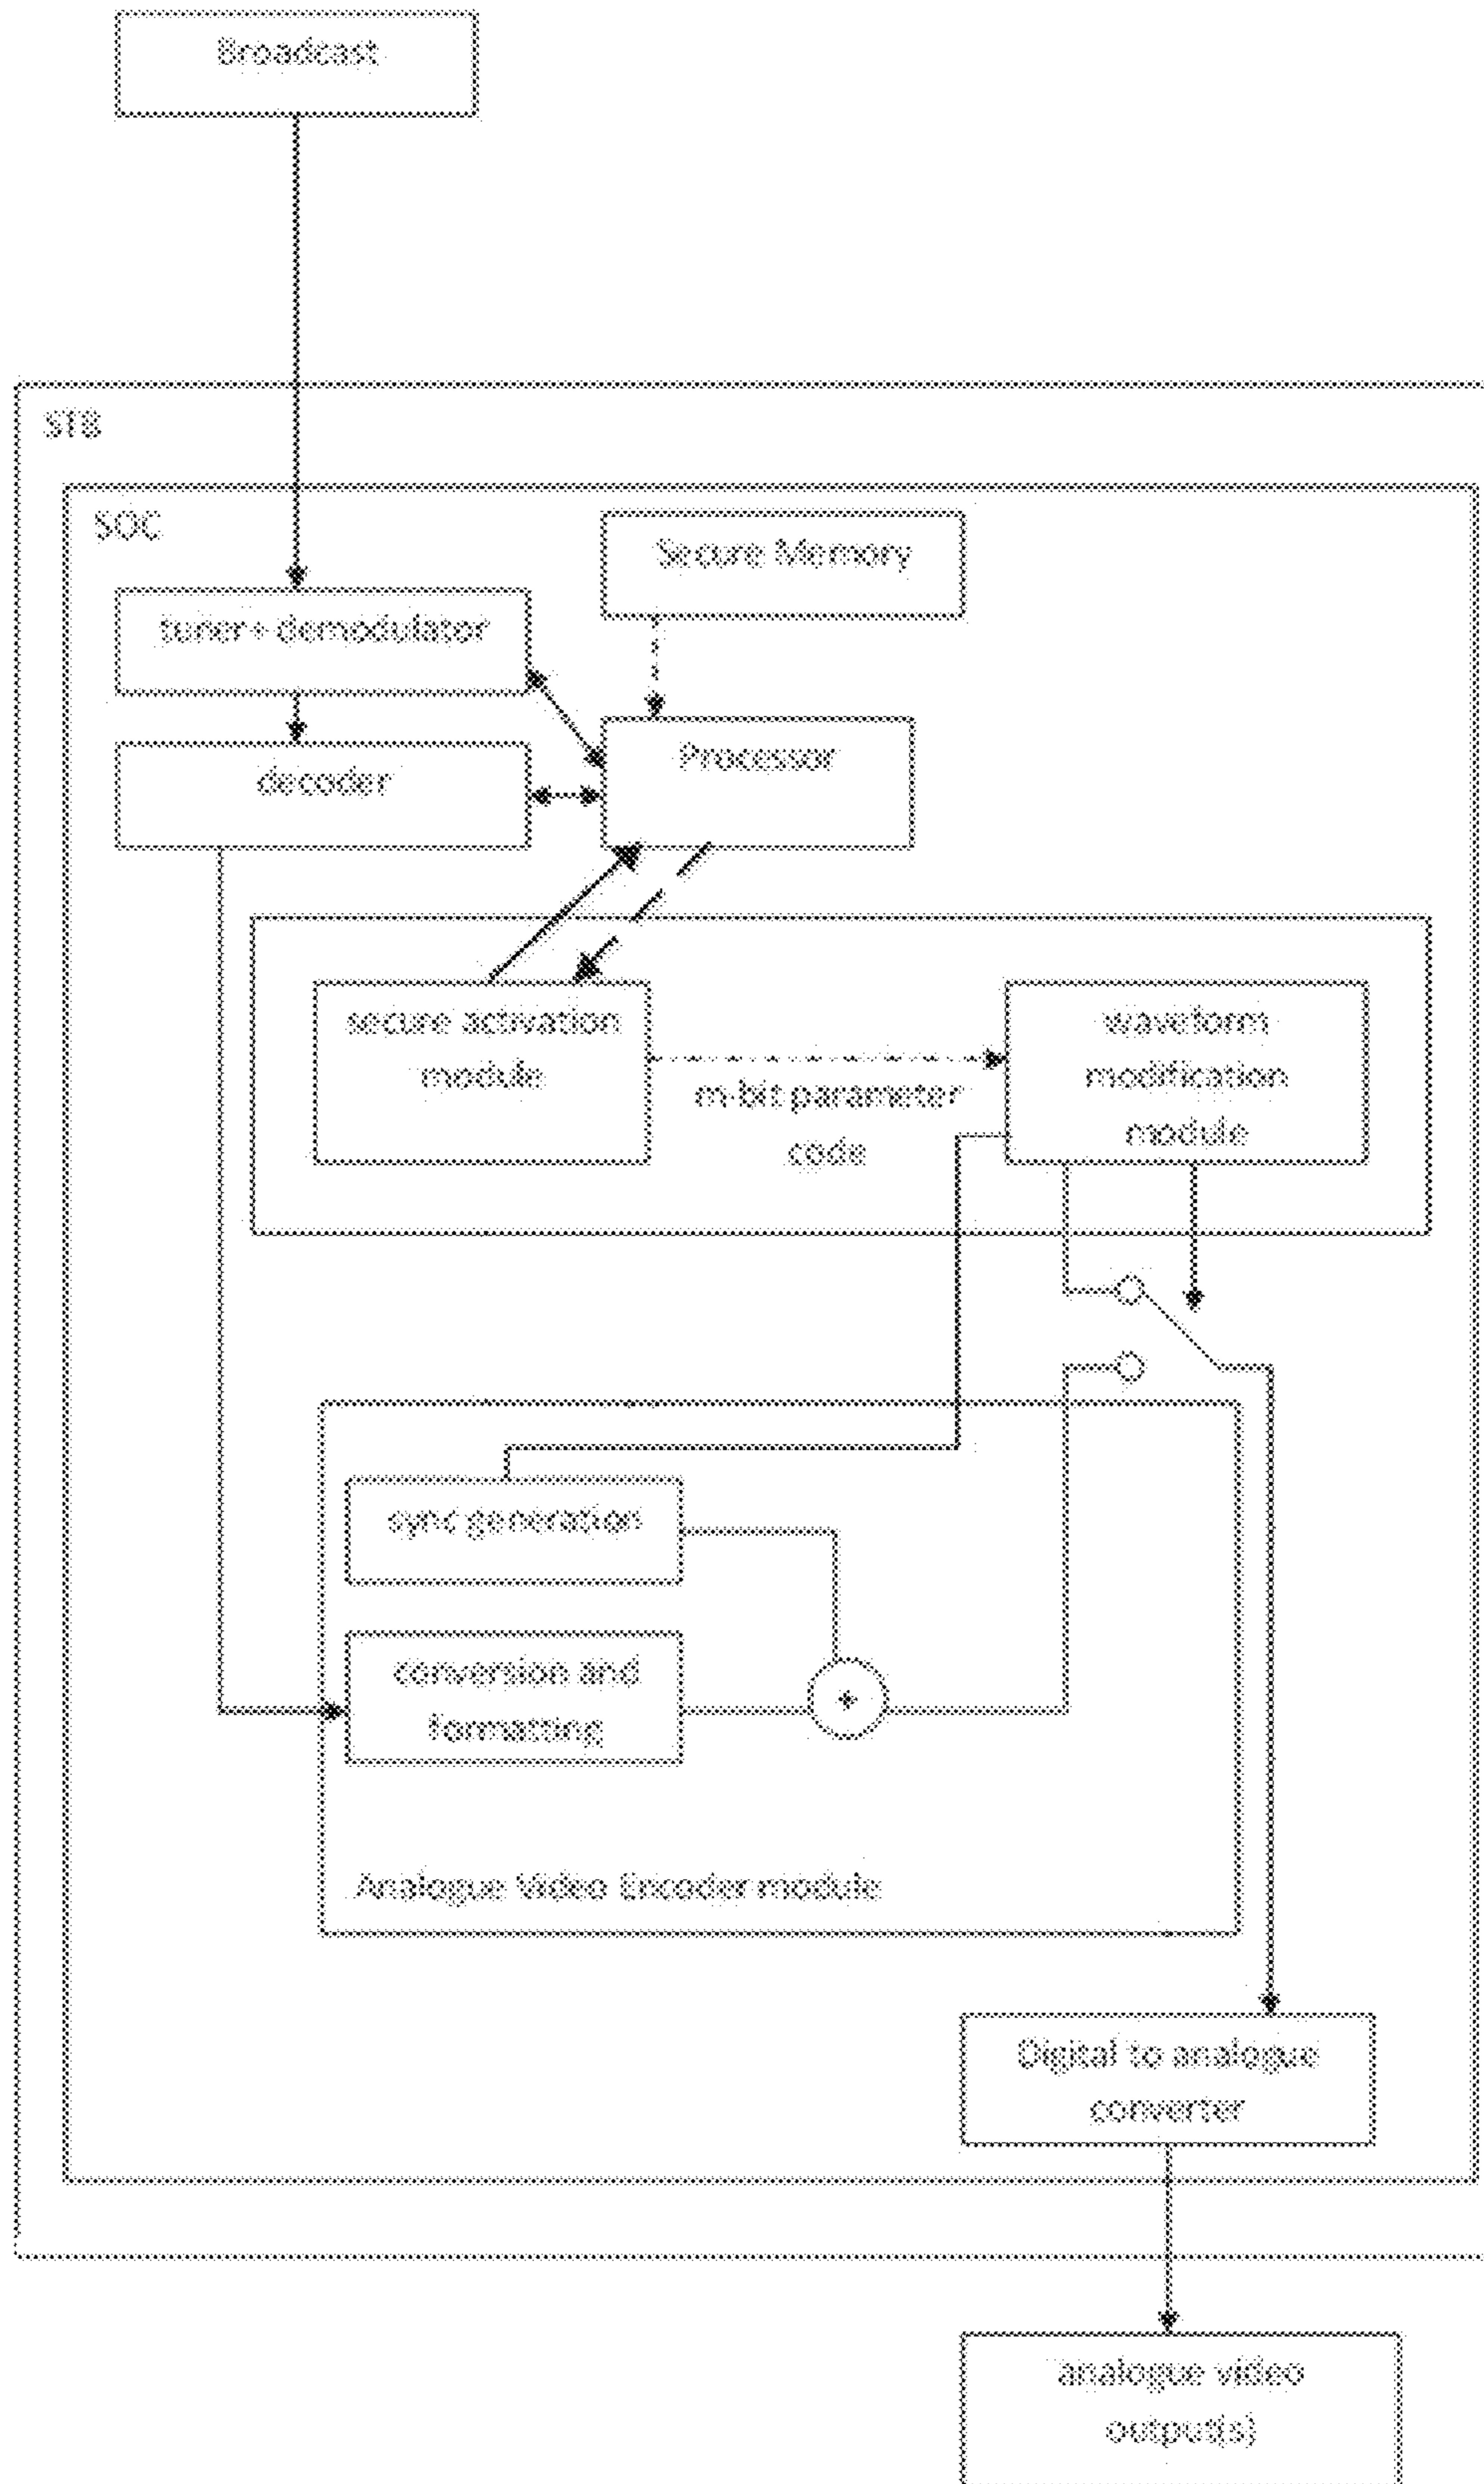 Broadcast
STB
SOC
Secure Memory
tuner+ demodulator
Processor
decoder
secure activation
module
waveform
modification
module
m-bit parameter
code
sync generation
conversion and
formatting
+
Analogue Video Encoder module
Digital to analogue
converter
analogue video
output(s)